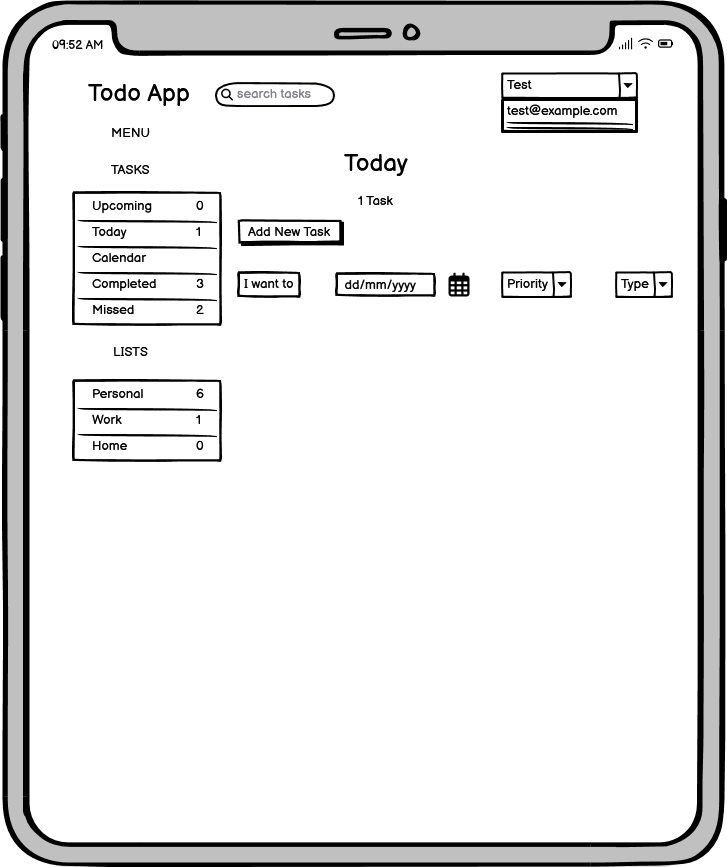 09:52 AM
Todo App
search tasks
Test
test@example.com
MENU
TASKS
Today
1 Task
Upcoming 0
Today 1
Calendar
Completed 3
Missed 2
Add New Task
I want to
dd/mm/yyyy
Priority
Type
LISTS
Personal 6
Work 1
Home 0